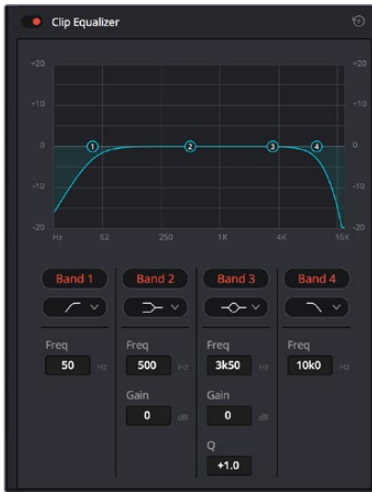 Clip Equalizer
+20 +20
+10 +10
0 1 2 3 4 0
-10 -10
-20 -20
Hz 62 250 1K 4K 16K
Band 1 Band 2 Band 3 Band 4
Freq Freq Freq Freq
50 Hz 500 Hz 3k50 Hz 10k0 Hz
Gain Gain
0 dB 0 dB
Q
+1.0